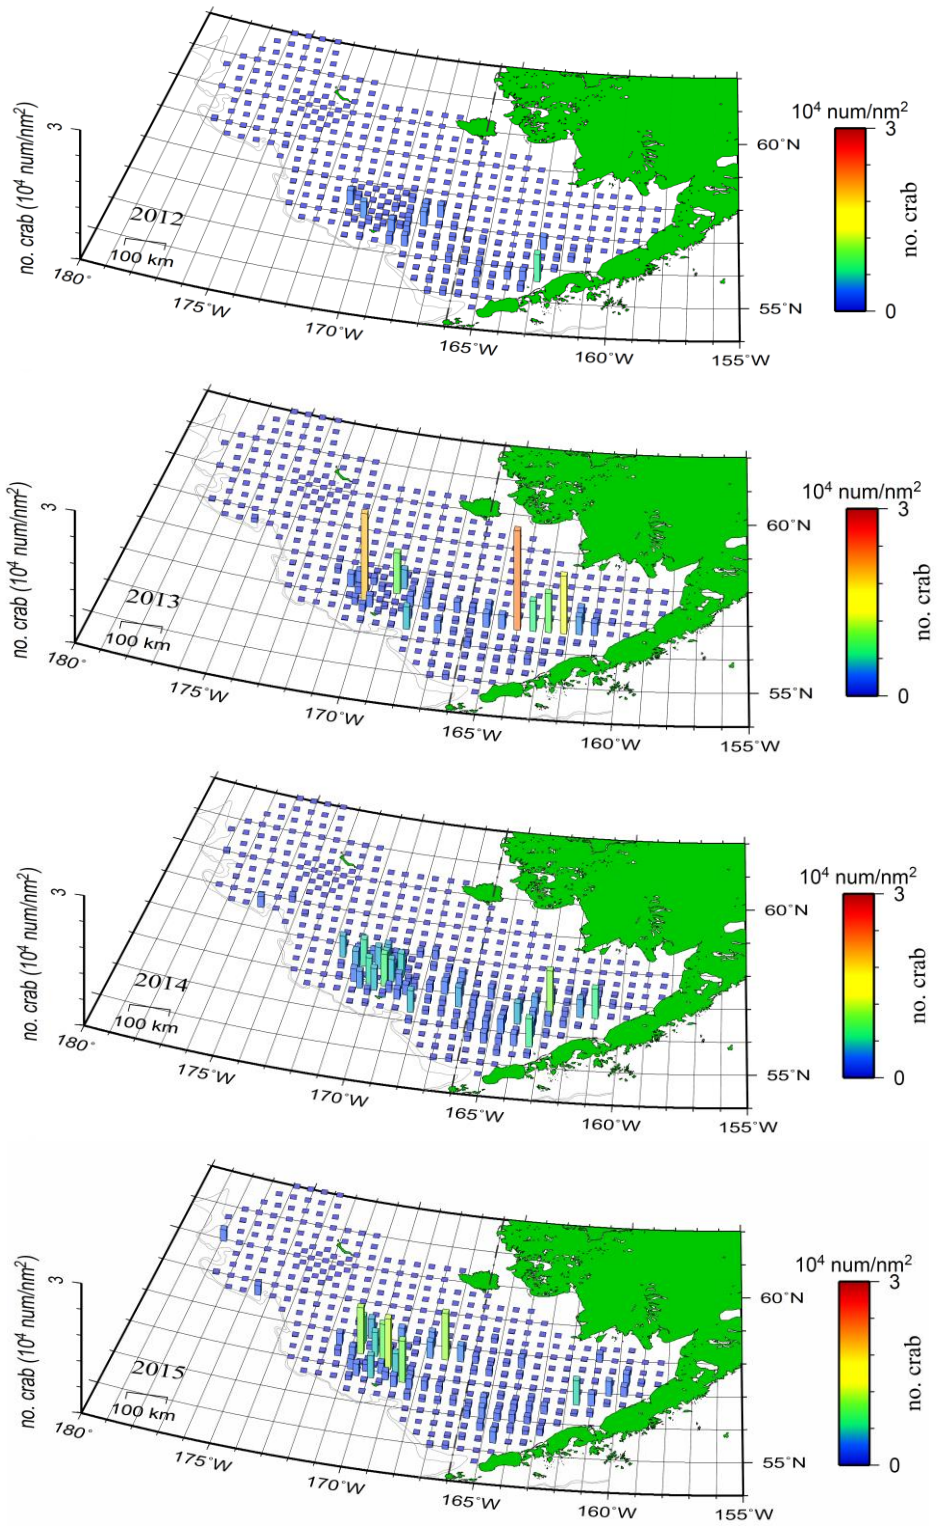 10⁴ num/nm²
3
3
60°N
no. crab (10⁴ num/nm²)
no. crab
2012
100 km
180°
0
55°N
175°W
170°W
165°W
160°W
155°W
10⁴ num/nm²
3
3
60°N
no. crab (10⁴ num/nm²)
no. crab
2013
100 km
180°
0
55°N
175°W
170°W
165°W
160°W
155°W
10⁴ num/nm²
3
3
60°N
no. crab (10⁴ num/nm²)
no. crab
2014
100 km
180°
0
55°N
175°W
170°W
165°W
160°W
155°W
10⁴ num/nm²
3
3
60°N
no. crab (10⁴ num/nm²)
no. crab
2015
100 km
180°
0
55°N
175°W
170°W
165°W
160°W
155°W